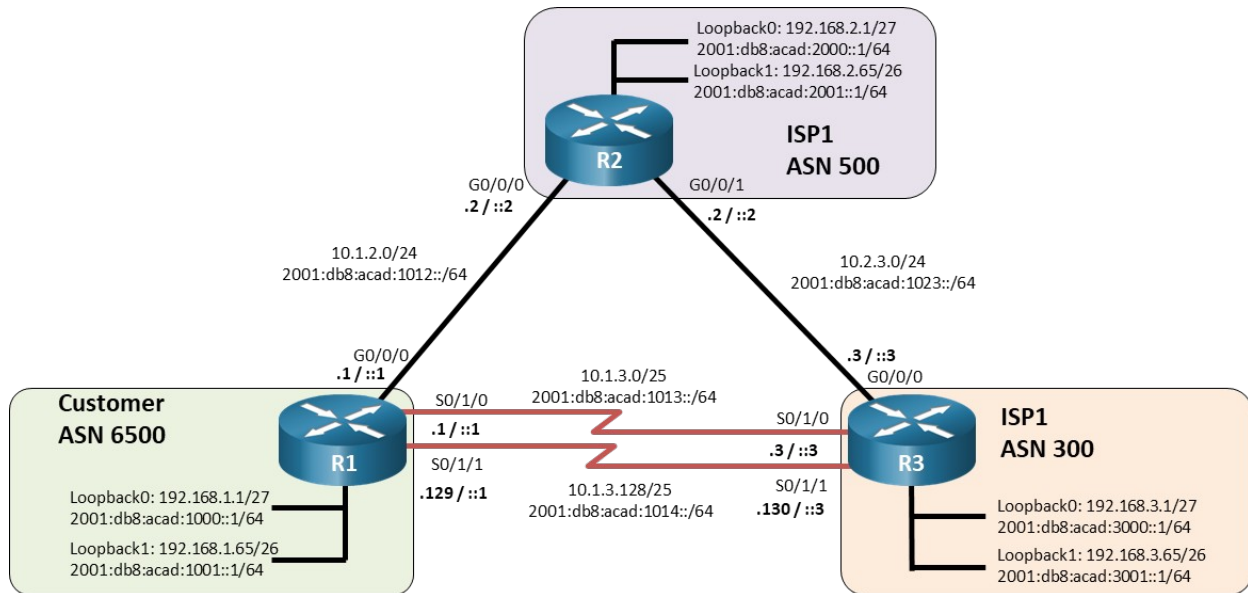 Loopback0: 192.168.2.1/27
2001:db8:acad:2000::1/64
Loopback1: 192.168.2.65/26
2001:db8:acad:2001::1/64
ISP1
ASN 500
R2
G0/0/0
.2 / ::2
G0/0/1
.2 / ::2
10.1.2.0/24
2001:db8:acad:1012::/64
10.2.3.0/24
2001:db8:acad:1023::/64
G0/0/0
.1 / ::1
.3 / ::3
G0/0/0
Customer
ASN 6500
R1
S0/1/0
.1 / ::1
10.1.3.0/25
2001:db8:acad:1013::/64
S0/1/0
.3 / ::3
ISP1
ASN 300
R3
S0/1/1
.129 / ::1
10.1.3.128/25
2001:db8:acad:1014::/64
S0/1/1
.130 / ::3
Loopback0: 192.168.1.1/27
2001:db8:acad:1000::1/64
Loopback1: 192.168.1.65/26
2001:db8:acad:1001::1/64
Loopback0: 192.168.3.1/27
2001:db8:acad:3000::1/64
Loopback1: 192.168.3.65/26
2001:db8:acad:3001::1/64